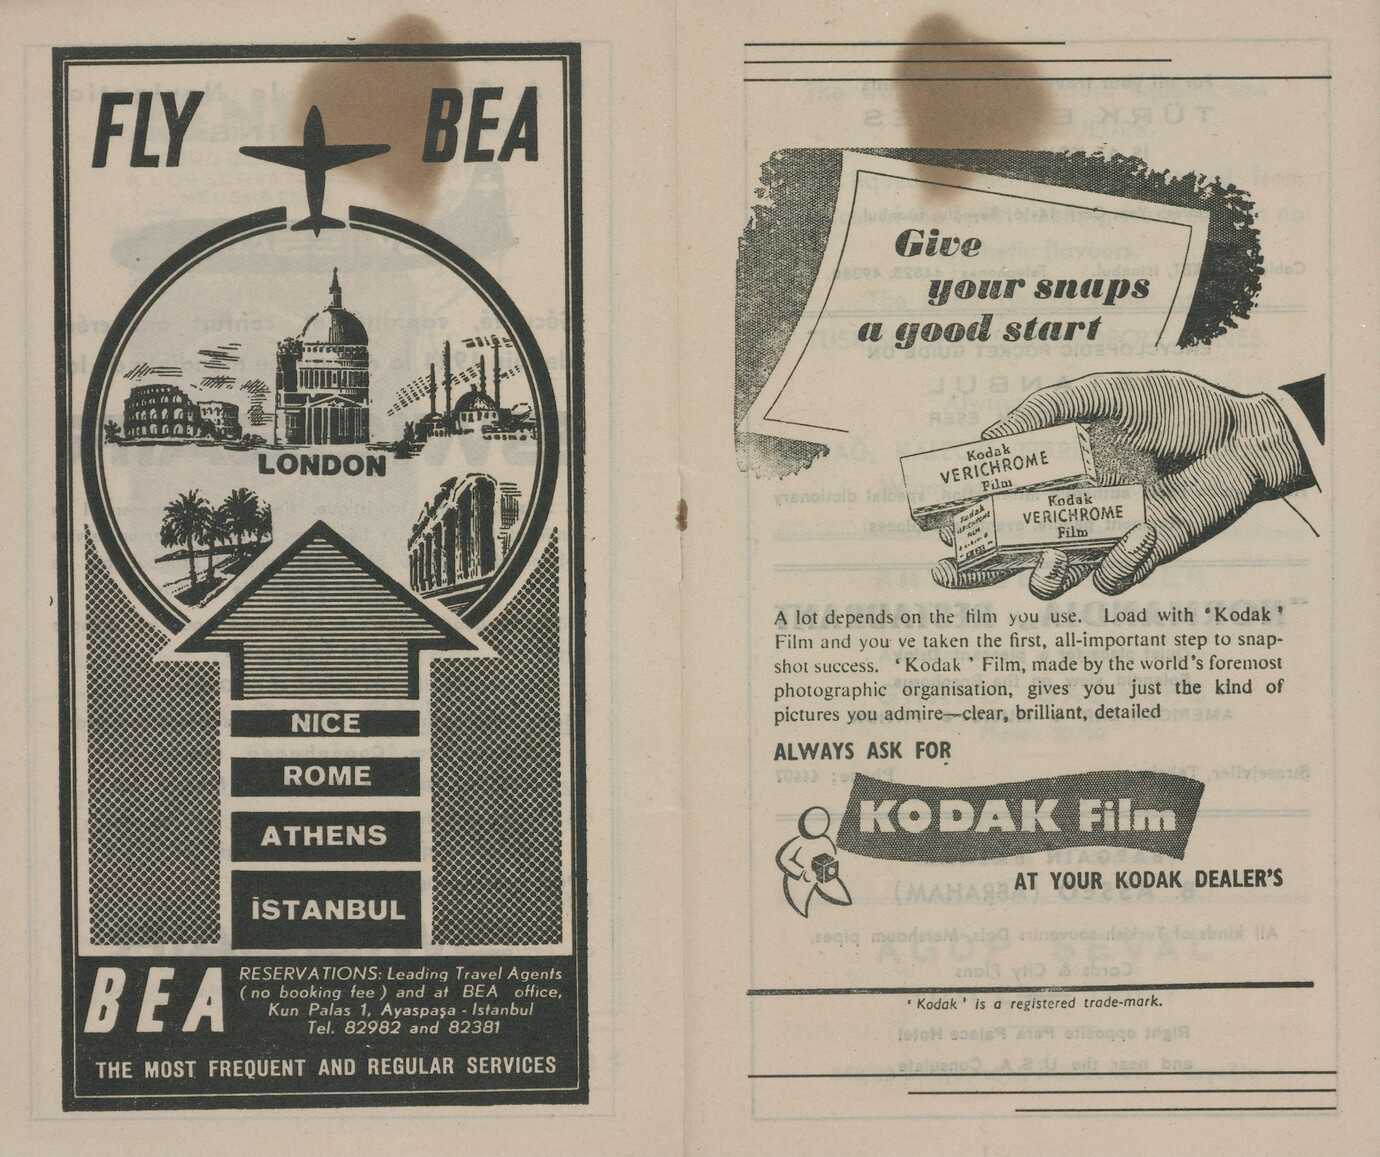 FLY BEA
LONDON
NICE
ROME
ATHENS
İSTANBUL
BEA
RESERVATIONS: Leading Travel Agents
(no booking fee) and at BEA office,
Kun Palas 1, Ayaspaşa - Istanbul
Tel. 82982 and 82381
THE MOST FREQUENT AND REGULAR SERVICES
Give
your snaps
a good start
Kodak
VERICHROME
Film
Kodak
VERICHROME
Film
Kodak
VERICHROME
FILM
A lot depends on the film you use. Load with ‘Kodak’
Film and you ve taken the first, all-important step to snap-
shot success. ‘Kodak’ Film, made by the world’s foremost
photographic organisation, gives you just the kind of
pictures you admire—clear, brilliant, detailed
ALWAYS ASK FOR
KODAK Film
AT YOUR KODAK DEALER’S
‘Kodak’ is a registered trade-mark.